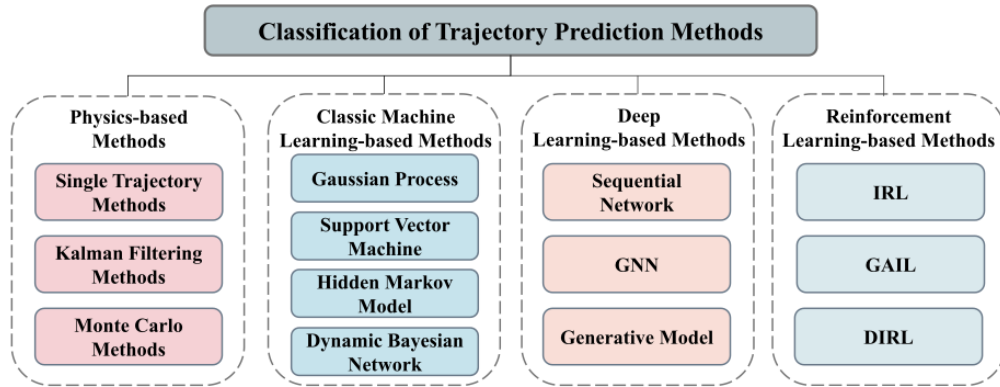 Classification of Trajectory Prediction Methods
Physics-based
Methods
Single Trajectory
Methods
Kalman Filtering
Methods
Monte Carlo
Methods
Classic Machine
Learning-based Methods
Gaussian Process
Support Vector
Machine
Hidden Markov
Model
Dynamic Bayesian
Network
Deep
Learning-based Methods
Sequential
Network
GNN
Generative Model
Reinforcement
Learning-based Methods
IRL
GAIL
DIRL